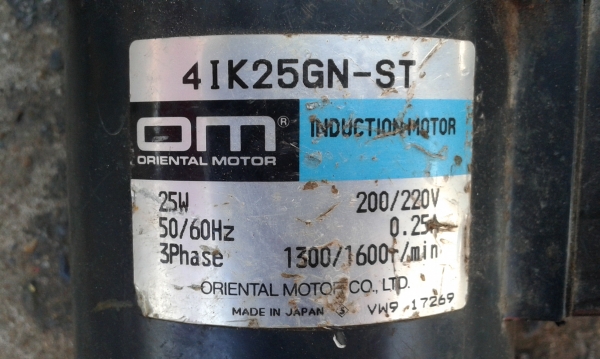 4IK25GN-ST
om®
ORIENTAL MOTOR
INDUCTION MOTOR
25W 200/220V
50/60Hz 0.25A
3Phase 1300/1600r/min
ORIENTAL MOTOR CO., LTD.
MADE IN JAPAN S VW9 17269